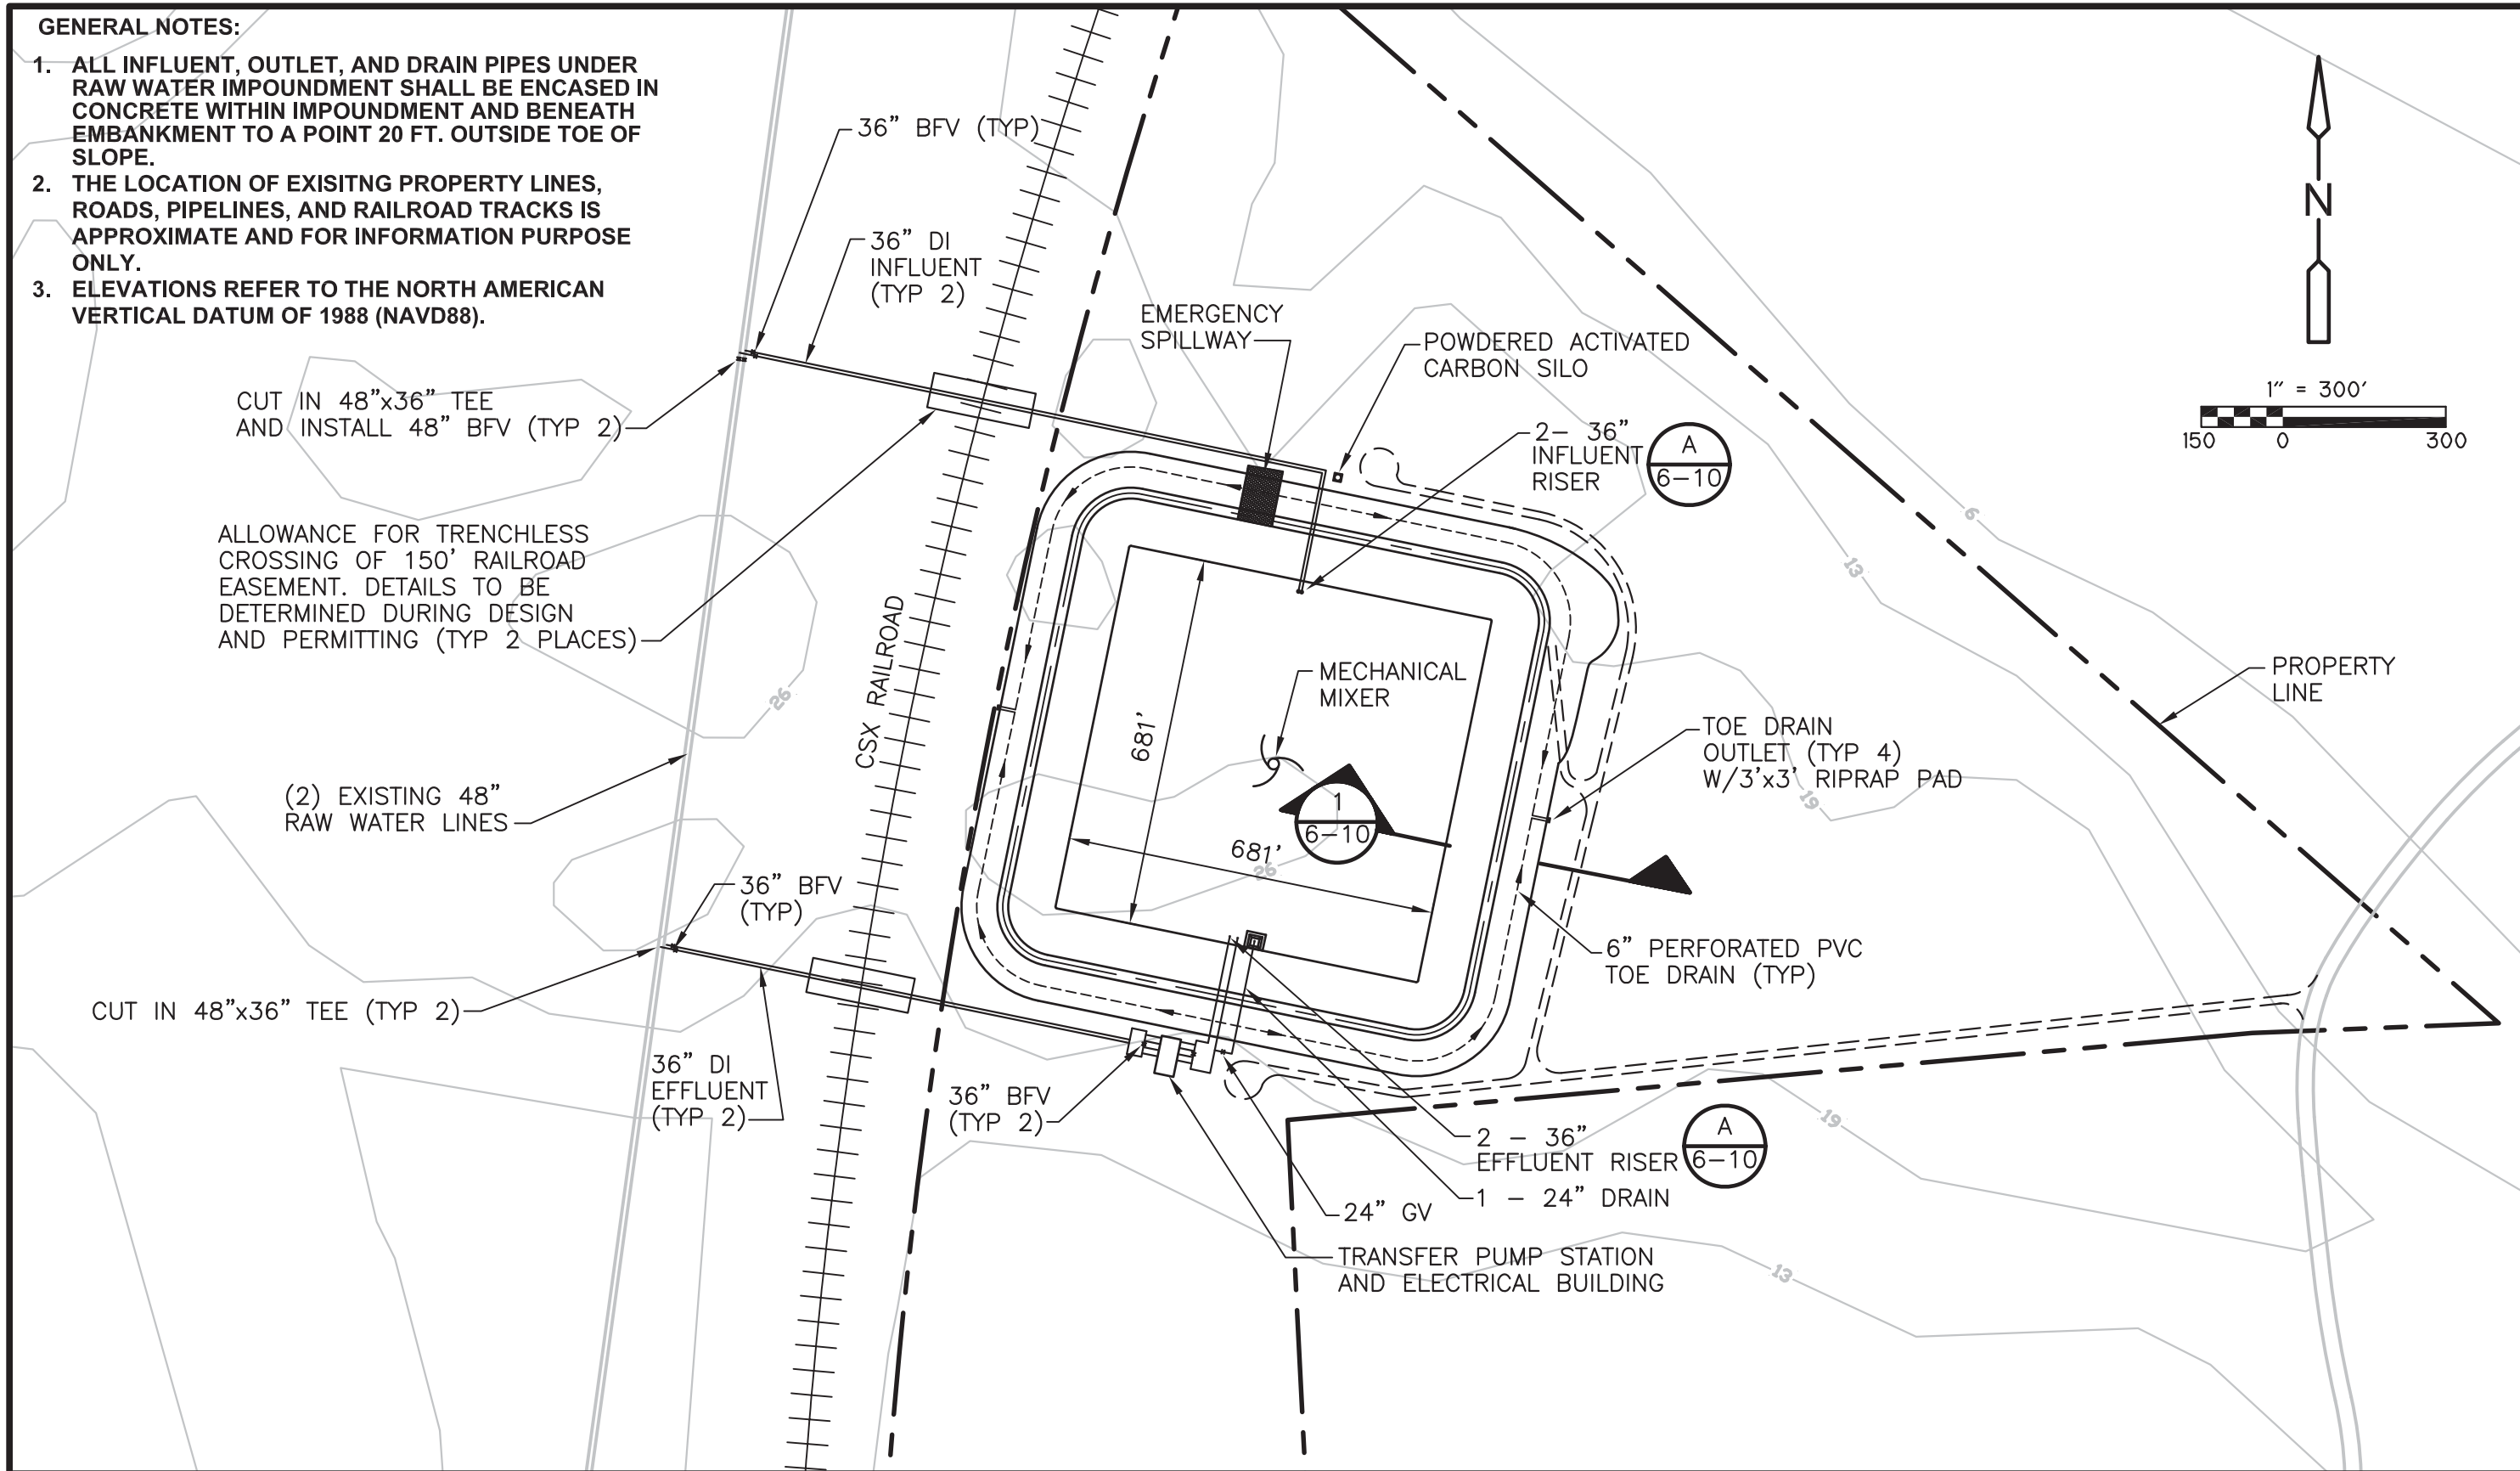 GENERAL NOTES:
1. ALL INFLUENT, OUTLET, AND DRAIN PIPES UNDER
RAW WATER IMPOUNDMENT SHALL BE ENCASED IN
CONCRETE WITHIN IMPOUNDMENT AND BENEATH
EMBANKMENT TO A POINT 20 FT. OUTSIDE TOE OF
SLOPE.
2. THE LOCATION OF EXISITNG PROPERTY LINES,
ROADS, PIPELINES, AND RAILROAD TRACKS IS
APPROXIMATE AND FOR INFORMATION PURPOSE
ONLY.
3. ELEVATIONS REFER TO THE NORTH AMERICAN
VERTICAL DATUM OF 1988 (NAVD88).
36” BFV (TYP)
36” DI
INFLUENT
(TYP 2)
CUT IN 48”x36” TEE
AND INSTALL 48” BFV (TYP 2)
ALLOWANCE FOR TRENCHLESS
CROSSING OF 150’ RAILROAD
EASEMENT. DETAILS TO BE
DETERMINED DURING DESIGN
AND PERMITTING (TYP 2 PLACES)
EMERGENCY
SPILLWAY
POWDERED ACTIVATED
CARBON SILO
2– 36”
INFLUENT
RISER
A
6–10
N
1” = 300’
150 0 300
6
13
26
CSX RAILROAD
681’
MECHANICAL
MIXER
1
6–10
681’
26
PROPERTY
LINE
TOE DRAIN
OUTLET (TYP 4)
W/3’x3’ RIPRAP PAD
19
(2) EXISTING 48”
RAW WATER LINES
36” BFV
(TYP)
6” PERFORATED PVC
TOE DRAIN (TYP)
CUT IN 48”x36” TEE (TYP 2)
36” DI
EFFLUENT
(TYP 2)
36” BFV
(TYP 2)
2 – 36”
EFFLUENT RISER
A
6–10
19
1 – 24” DRAIN
24” GV
TRANSFER PUMP STATION
AND ELECTRICAL BUILDING
13